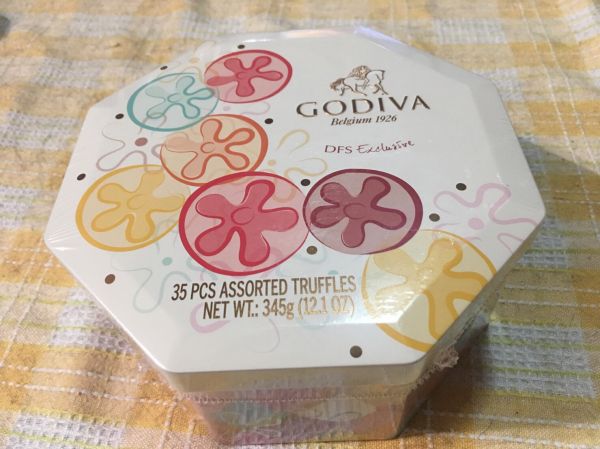 GODIVA
Belgium 1926
DFS Exclusive
35 PCS ASSORTED TRUFFLES
NET WT.: 345g (12.1 OZ)